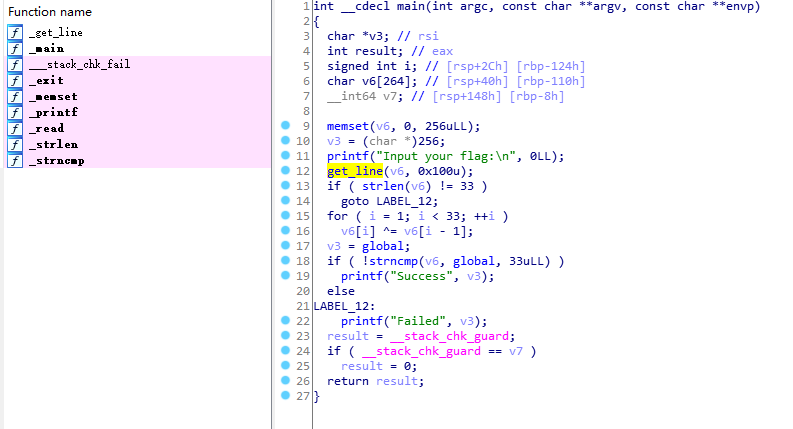 Function name
f _get_line
f _main
f ___stack_chk_fail
f _exit
f _memset
f _printf
f _read
f _strlen
f _strncmp
1 int __cdecl main(int argc, const char **argv, const char **envp)
2 {
3   char *v3; // rsi
4   int result; // eax
5   signed int i; // [rsp+2Ch] [rbp-124h]
6   char v6[264]; // [rsp+40h] [rbp-110h]
7   __int64 v7; // [rsp+148h] [rbp-8h]
8
9   memset(v6, 0, 256uLL);
10   v3 = (char *)256;
11   printf("Input your flag:\n", 0LL);
12   get_line(v6, 0x100u);
13   if ( strlen(v6) != 33 )
14     goto LABEL_12;
15   for ( i = 1; i < 33; ++i )
16     v6[i] ^= v6[i - 1];
17   v3 = global;
18   if ( !strncmp(v6, global, 33uLL) )
19     printf("Success", v3);
20   else
21 LABEL_12:
22     printf("Failed", v3);
23   result = __stack_chk_guard;
24   if ( __stack_chk_guard == v7 )
25     result = 0;
26   return result;
27 }